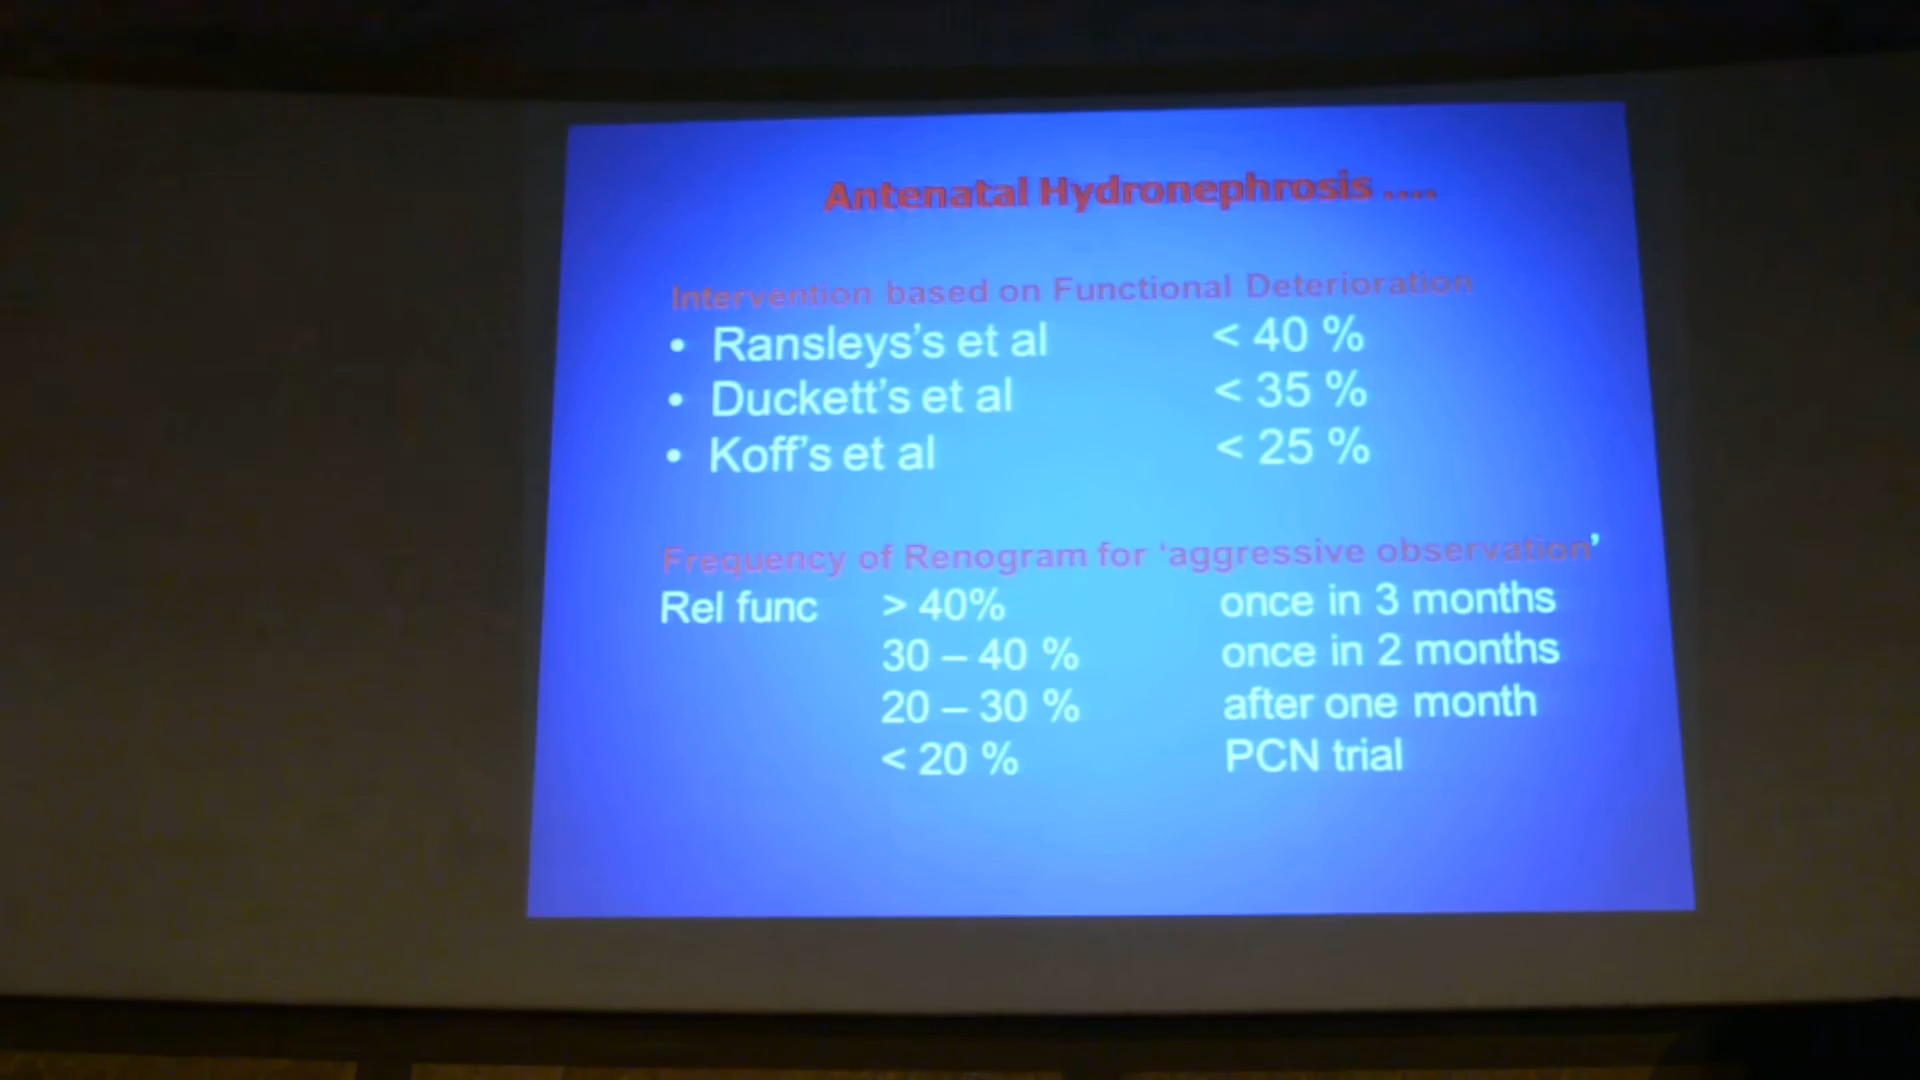 Antenatal Hydronephrosis ....
Intervention based on Functional Deterioration
• Ransleys's et al < 40 %
• Duckett's et al < 35 %
• Koff's et al < 25 %
Frequency of Renogram for 'aggressive observation'
Rel func > 40% once in 3 months
30 – 40 % once in 2 months
20 – 30 % after one month
< 20 % PCN trial